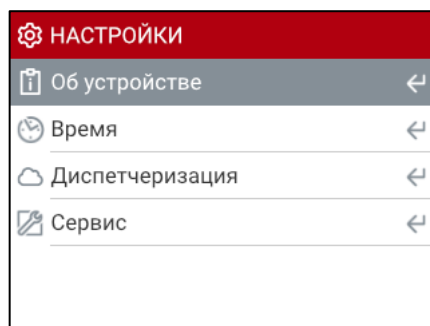 НАСТРОЙКИ
Об устройстве
Время
Диспетчеризация
Сервис